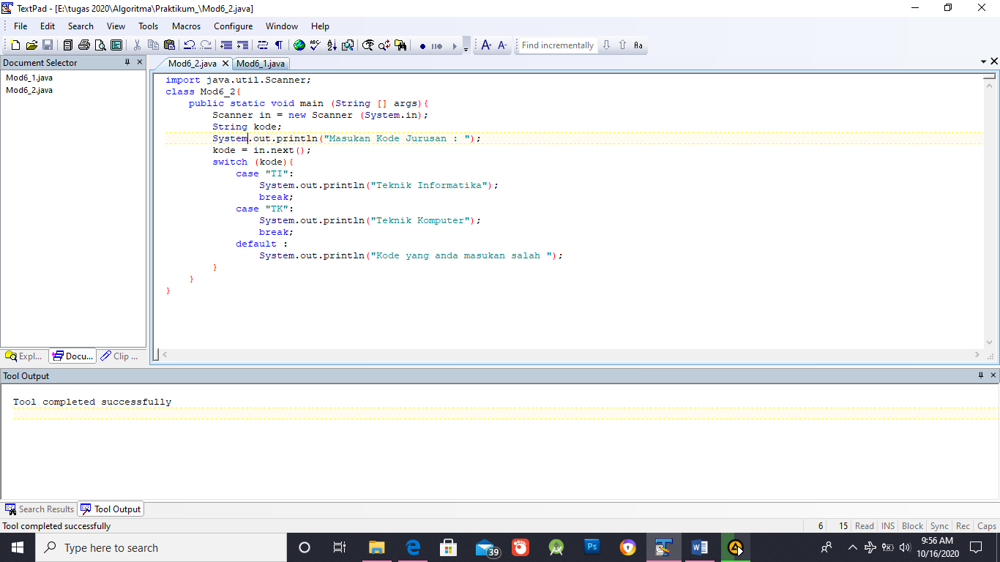 TextPad - [E:\tugas 2020\Algoritma\Praktikum_\Mod6_2.java]
File Edit Search View Tools Macros Configure Window Help
Find incrementally
Document Selector
Mod6_1.java
Mod6_2.java
Mod6_2.java Mod6_1.java
import java.util.Scanner;
class Mod6_2{
    public static void main (String [] args){
        Scanner in = new Scanner (System.in);
        String kode;
        System.out.println("Masukan Kode Jurusan : ");
        kode = in.next();
        switch (kode){
            case "TI":
                System.out.println("Teknik Informatika");
                break;
            case "TK":
                System.out.println("Teknik Komputer");
                break;
            default :
                System.out.println("Kode yang anda masukan salah ");
        }
    }
}
Expl... Docu... Clip ...
Tool Output
Tool completed successfully
Search Results Tool Output
Tool completed successfully
6 15 Read INS Block Sync Rec Caps
Type here to search
39
Ps
9:56 AM
10/16/2020